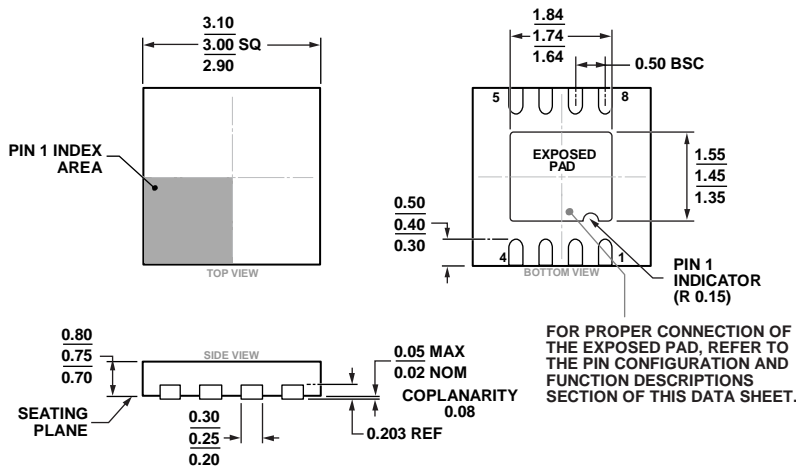 3.10
3.00 SQ
2.90
1.84
1.74
1.64
0.50 BSC
PIN 1 INDEX
AREA
TOP VIEW
5
8
EXPOSED
PAD
1.55
1.45
1.35
0.50
0.40
0.30
4
1
BOTTOM VIEW
PIN 1
INDICATOR
(R 0.15)
FOR PROPER CONNECTION OF
THE EXPOSED PAD, REFER TO
THE PIN CONFIGURATION AND
FUNCTION DESCRIPTIONS
SECTION OF THIS DATA SHEET.
0.80
0.75
0.70
SIDE VIEW
0.05 MAX
0.02 NOM
COPLANARITY
0.08
SEATING
PLANE
0.30
0.25
0.20
0.203 REF